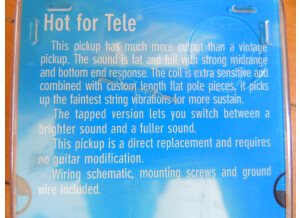 Hot for Tele®
This pickup has much more output than a vintage
pickup. The sound is fat and full with strong midrange
and bottom end response. The coil is extra sensitive and
combined with custom length flat pole pieces, it picks
up the faintest string vibrations for more sustain.
The tapped version lets you switch between a
brighter sound and a fuller sound.
This pickup is a direct replacement and requires
no guitar modification.
Wiring schematic, mounting screws and ground
wire included.